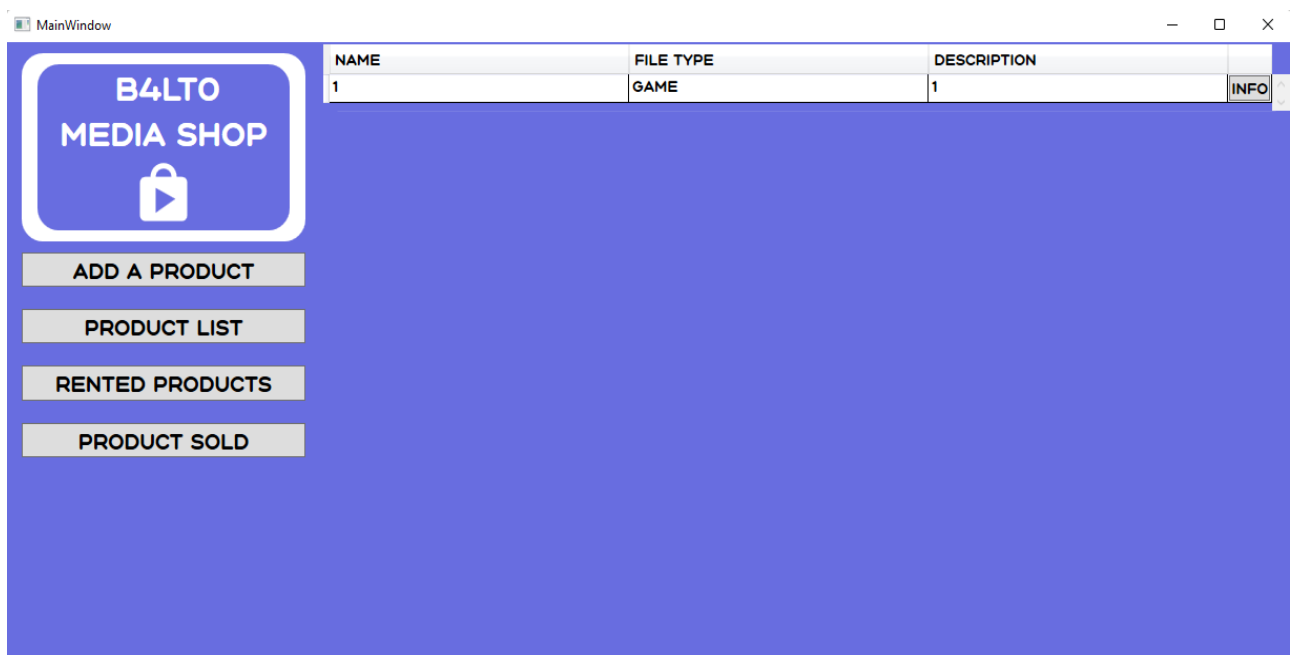 MainWindow
B4LT0
MEDIA SHOP
ADD A PRODUCT
PRODUCT LIST
RENTED PRODUCTS
PRODUCT SOLD
NAME FILE TYPE DESCRIPTION
1 GAME 1 INFO